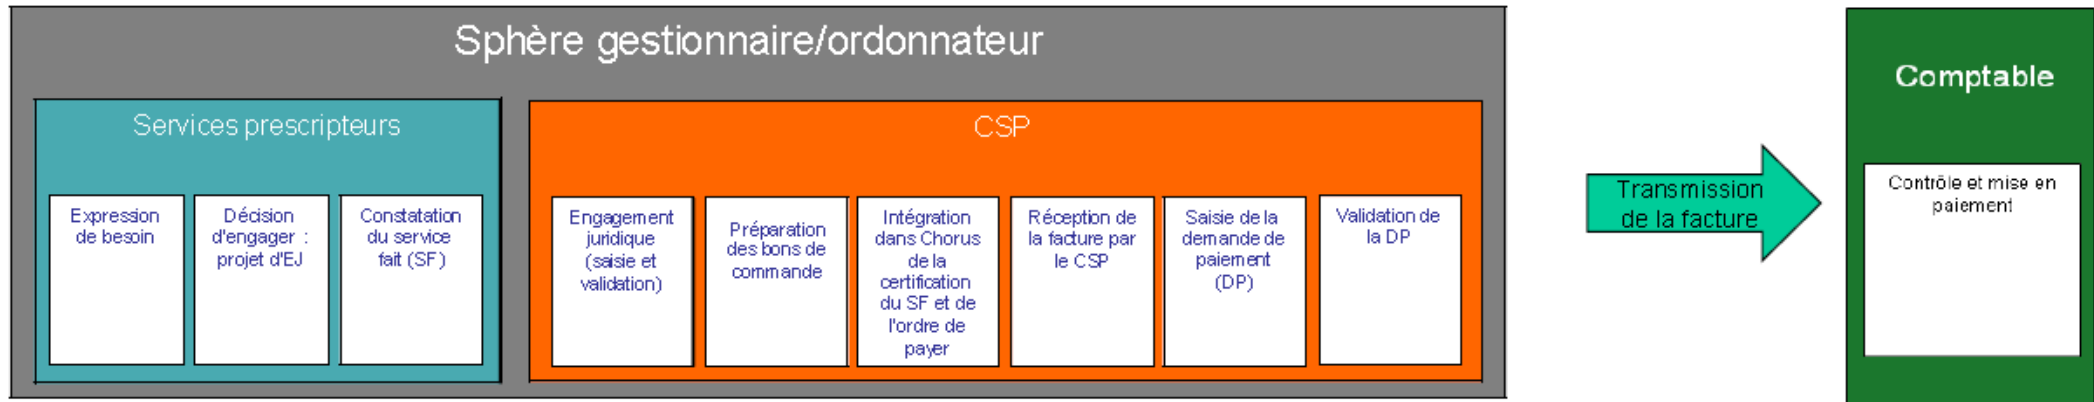 Sphère gestionnaire/ordonnateur
Services prescripteurs
Expression
de besoin
Décision
d'engager :
projet d'EJ
Constatation
du service
fait (SF)
CSP
Engagement
juridique
(saisie et
validation)
Préparation
des bons de
commande
Intégration
dans Chorus
de la
certification
du SF et de
l'ordre de
payer
Réception de
la facture par
le CSP
Saisie de la
demande de
paiement
(DP)
Validation de
la DP
Transmission
de la facture
Comptable
Contrôle et mise en
paiement